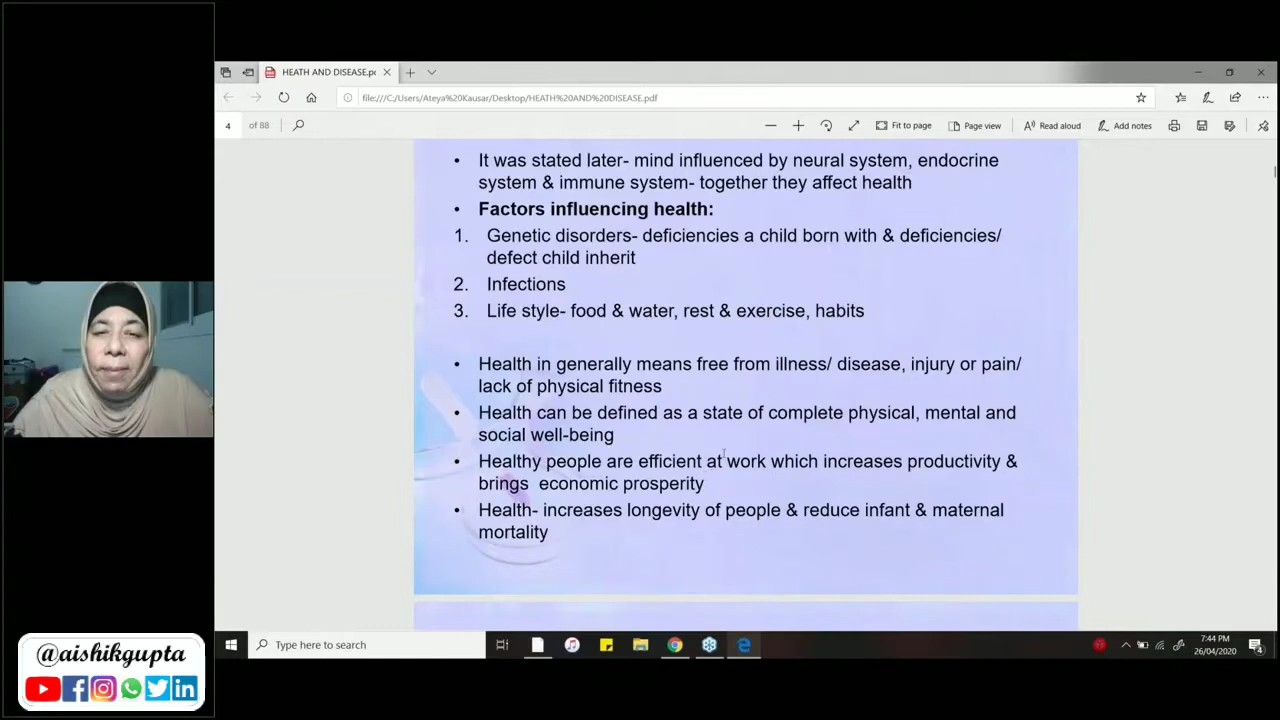 HEATH AND DISEASE.pc
file:///C:/Users/Ateya%20Kausar/Desktop/HEATH%20AND%20DISEASE.pdf
4 of 88
Fit to page
Page view
Read aloud
Add notes
• It was stated later- mind influenced by neural system, endocrine
system & immune system- together they affect health
• Factors influencing health:
1. Genetic disorders- deficiencies a child born with & deficiencies/
defect child inherit
2. Infections
3. Life style- food & water, rest & exercise, habits
• Health in generally means free from illness/ disease, injury or pain/
lack of physical fitness
• Health can be defined as a state of complete physical, mental and
social well-being
• Healthy people are efficient at work which increases productivity &
brings economic prosperity
• Health- increases longevity of people & reduce infant & maternal
mortality
@aishikgupta
Type here to search
7:44 PM
26/04/2020
4